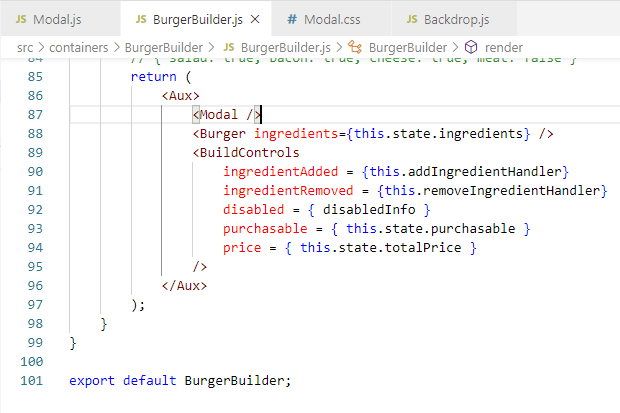 JS Modal.js JS BurgerBuilder.js × # Modal.css JS Backdrop.js
src > containers > BurgerBuilder > JS BurgerBuilder.js > BurgerBuilder > render
84 // { salad: true, bacon: true, cheese: true, meat: false }
85 return (
86 <Aux>
87 <Modal />
88 <Burger ingredients={this.state.ingredients} />
89 <BuildControls
90 ingredientAdded = {this.addIngredientHandler}
91 ingredientRemoved = {this.removeIngredientHandler}
92 disabled = { disabledInfo }
93 purchasable = { this.state.purchasable }
94 price = { this.state.totalPrice }
95 />
96 </Aux>
97 );
98 }
99 }
100
101 export default BurgerBuilder;